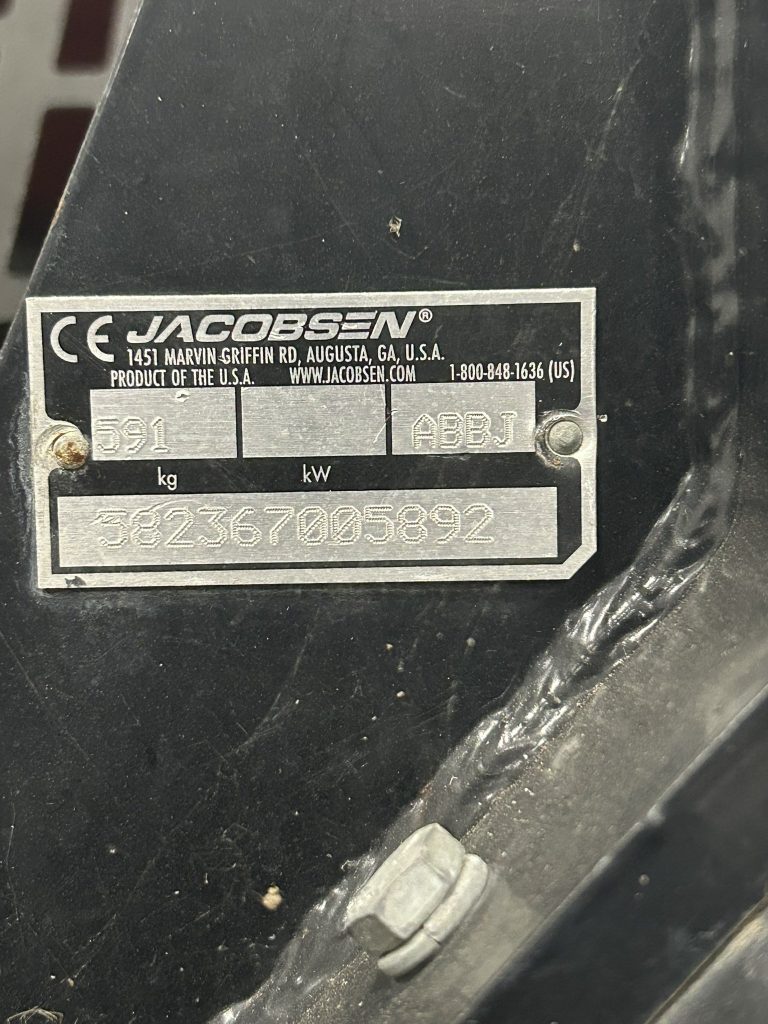 CE JACOBSEN®
1451 MARVIN GRIFFIN RD, AUGUSTA, GA, U.S.A.
PRODUCT OF THE U.S.A. WWW.JACOBSEN.COM 1-800-848-1636 (US)
591 ABBJ
kg kW
382367005892